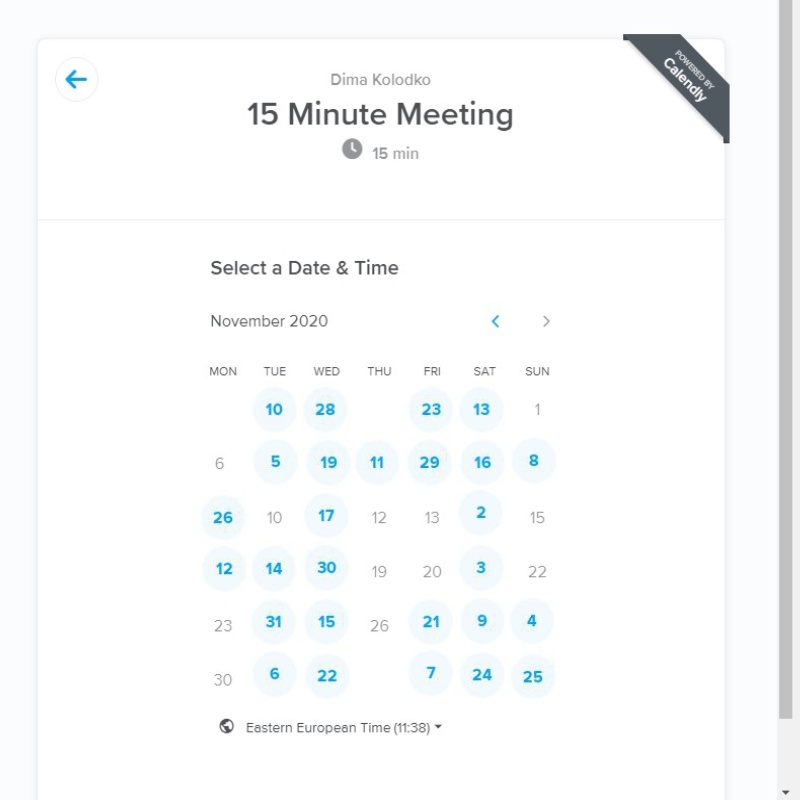 POWERED BY
Calendly
Dima Kolodko
15 Minute Meeting
15 min
Select a Date & Time
November 2020
MON TUE WED THU FRI SAT SUN
10 28 23 13 1
6 5 19 11 29 16 8
26 10 17 12 13 2 15
12 14 30 19 20 3 22
23 31 15 26 21 9 4
30 6 22 7 24 25
Eastern European Time (11:38)